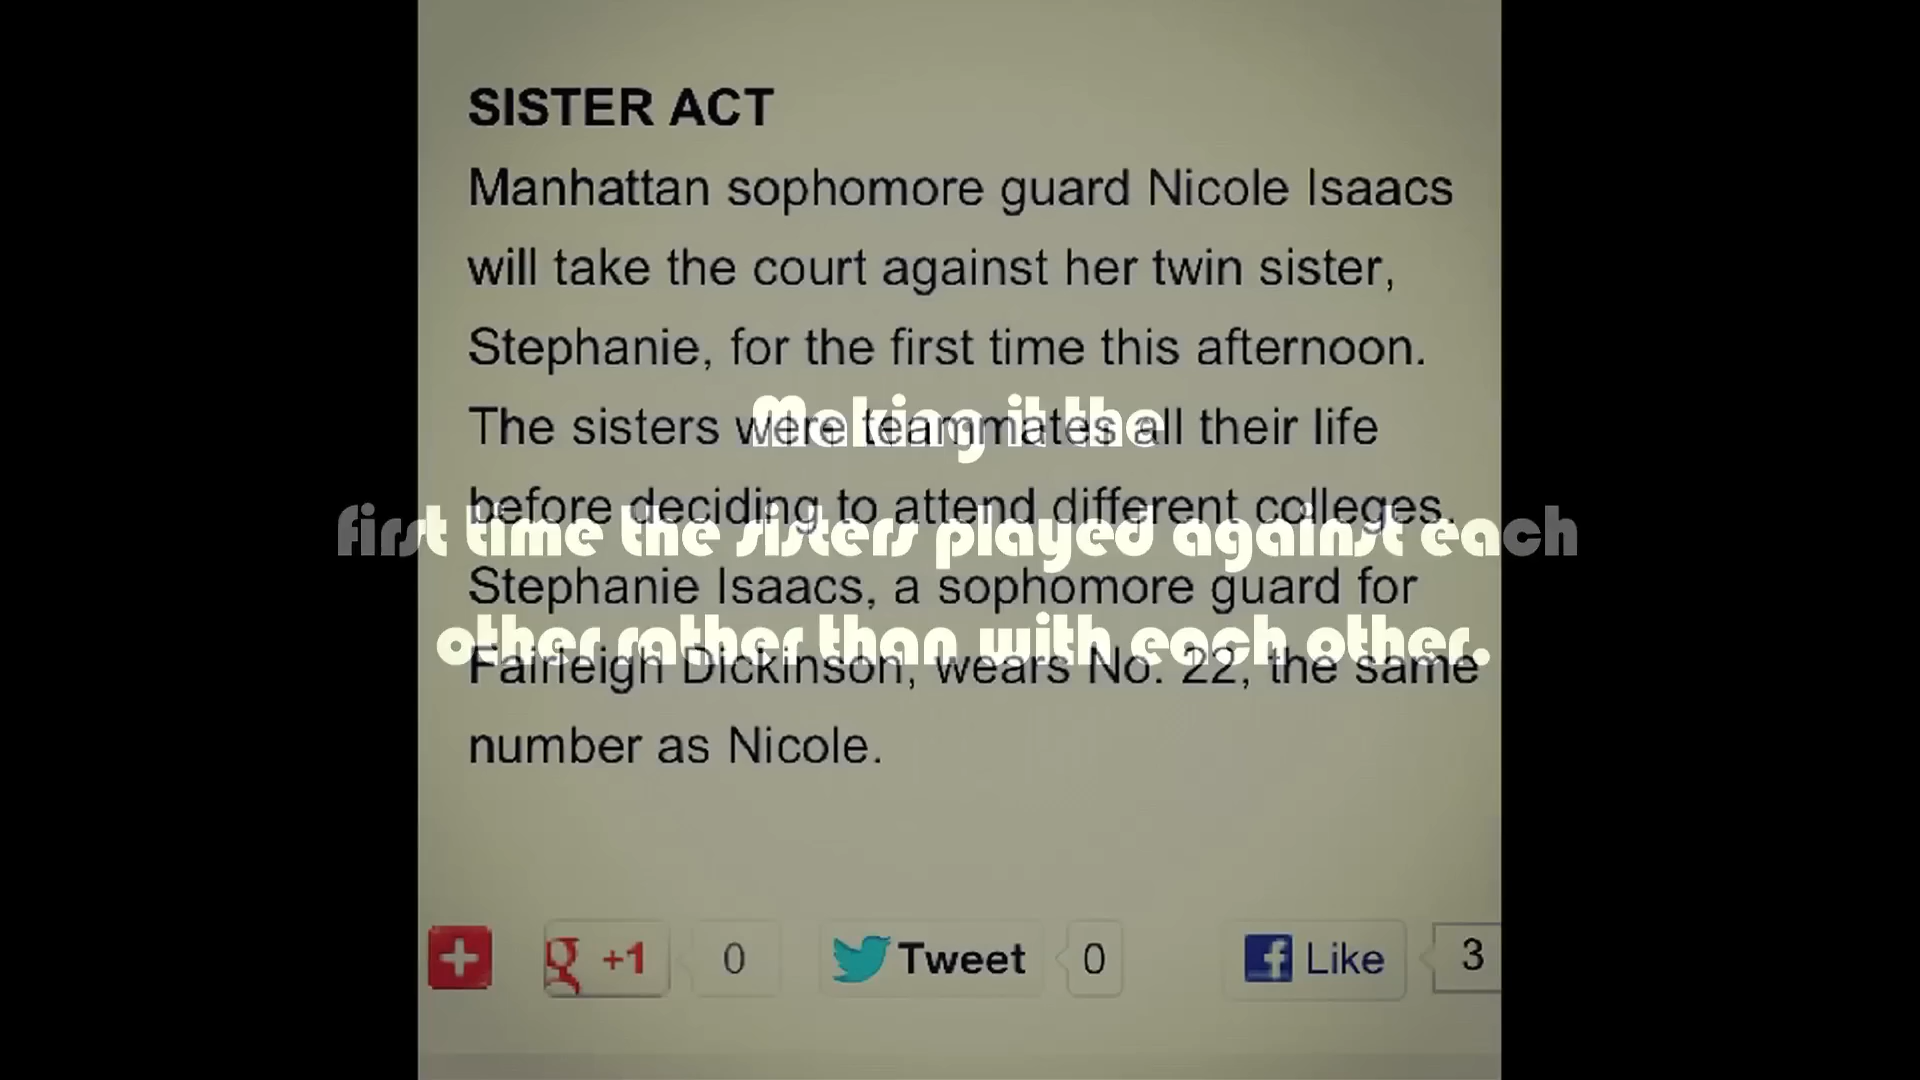 SISTER ACT
Manhattan sophomore guard Nicole Isaacs
will take the court against her twin sister,
Stephanie, for the first time this afternoon.
The sisters were teammates all their life
before deciding to attend different colleges.
Stephanie Isaacs, a sophomore guard for
Fairleigh Dickinson, wears No. 22, the same
number as Nicole.
Making it the
first time the sisters played against each
other rather than with each other.
g +1 0 Tweet 0 f Like 3